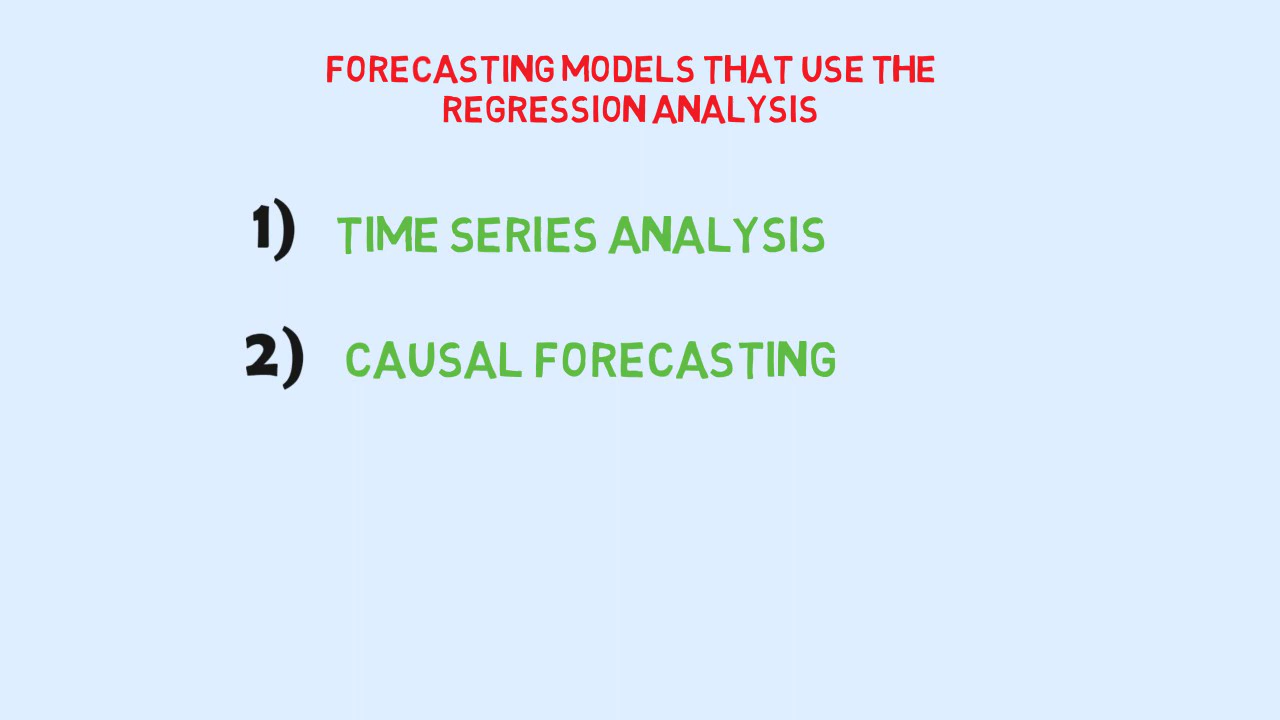 FORECASTING MODELS THAT USE THE
REGRESSION ANALYSIS
1) TIME SERIES ANALYSIS
2) CAUSAL FORECASTING